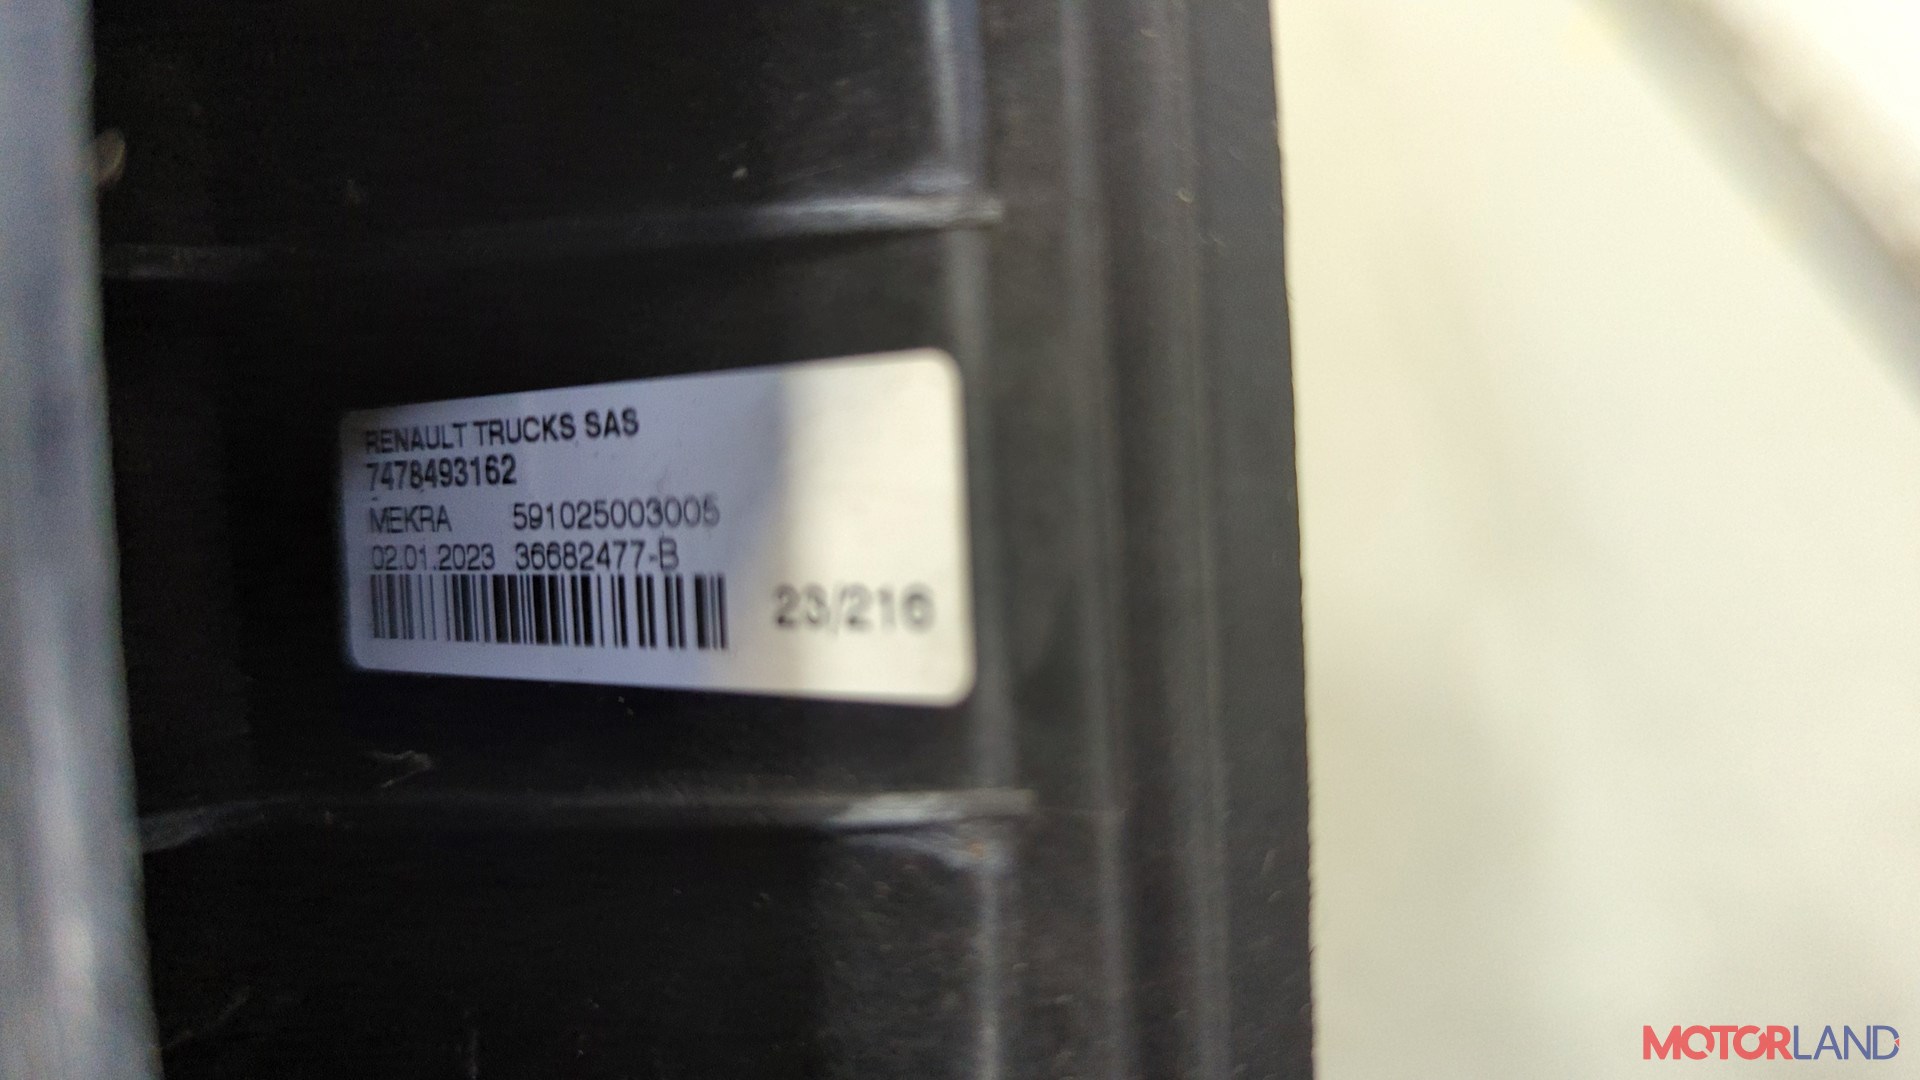 RENAULT TRUCKS SAS
7478493162
MEKRA 591025003005
02.01.2023 36682477-B
23/216
MOTORLAND